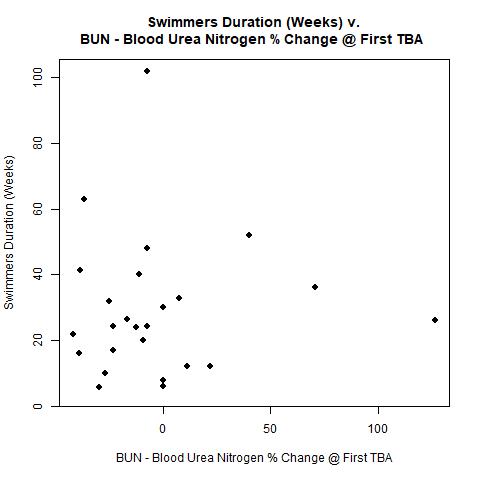 Swimmers Duration (Weeks) v.
BUN - Blood Urea Nitrogen % Change @ First TBA
Swimmers Duration (Weeks)
100
80
60
40
20
0
0 50 100
BUN - Blood Urea Nitrogen % Change @ First TBA